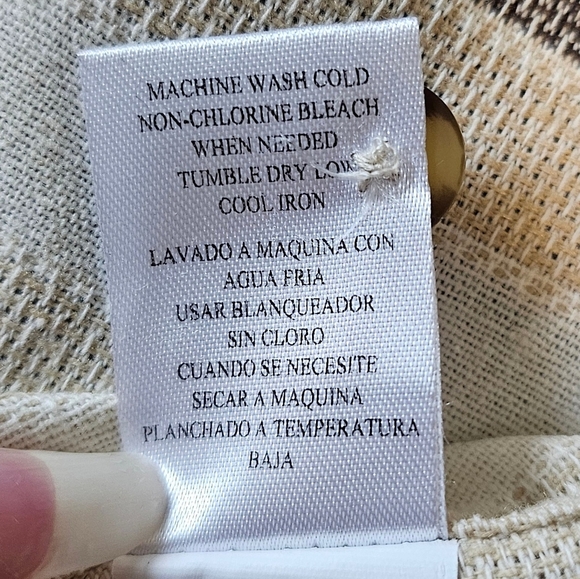 MACHINE WASH COLD
NON-CHLORINE BLEACH
WHEN NEEDED
TUMBLE DRY LOW
COOL IRON
LAVADO A MAQUINA CON
AGUA FRIA
USAR BLANQUEADOR
SIN CLORO
CUANDO SE NECESITE
SECAR A MAQUINA
PLANCHADO A TEMPERATURA
BAJA